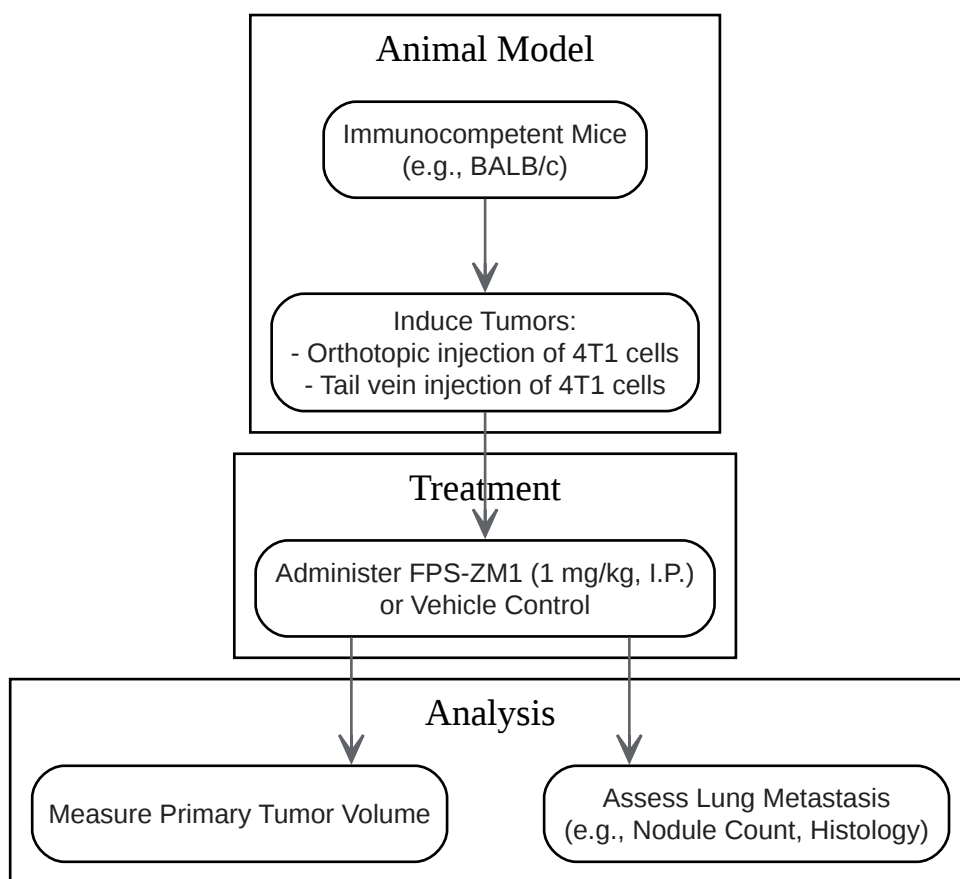 Animal Model
Immunocompetent Mice
(e.g., BALB/c)
Induce Tumors:
- Orthotopic injection of 4T1 cells
- Tail vein injection of 4T1 cells
Treatment
Administer FPS-ZM1 (1 mg/kg, I.P.)
or Vehicle Control
Analysis
Measure Primary Tumor Volume
Assess Lung Metastasis
(e.g., Nodule Count, Histology)